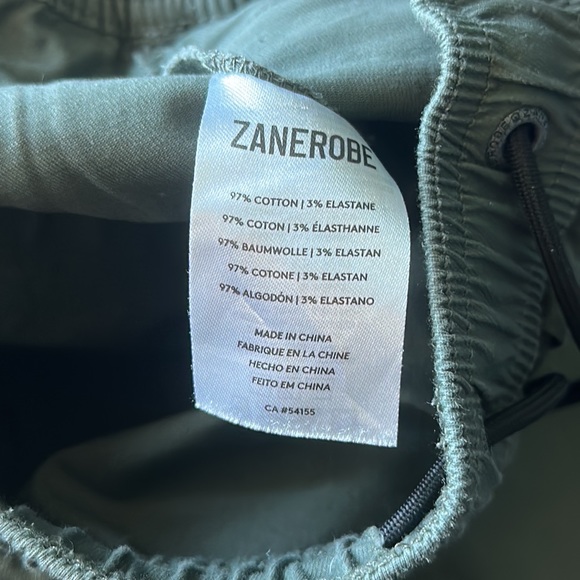 ZANEROBE
97% COTTON | 3% ELASTANE
97% COTON | 3% ÉLASTHANNE
97% BAUMWOLLE | 3% ELASTAN
97% COTONE | 3% ELASTAN
97% ALGODÓN | 3% ELASTANO
MADE IN CHINA
FABRIQUE EN LA CHINE
HECHO EN CHINA
FEITO EM CHINA
CA #54155